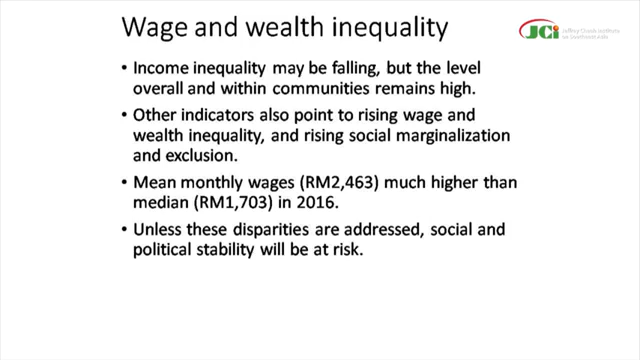 Wage and wealth inequality
JCI
Jeffrey Cheah Institute
on Southeast Asia
• Income inequality may be falling, but the level
overall and within communities remains high.
• Other indicators also point to rising wage and
wealth inequality, and rising social marginalization
and exclusion.
• Mean monthly wages (RM2,463) much higher than
median (RM1,703) in 2016.
• Unless these disparities are addressed, social and
political stability will be at risk.